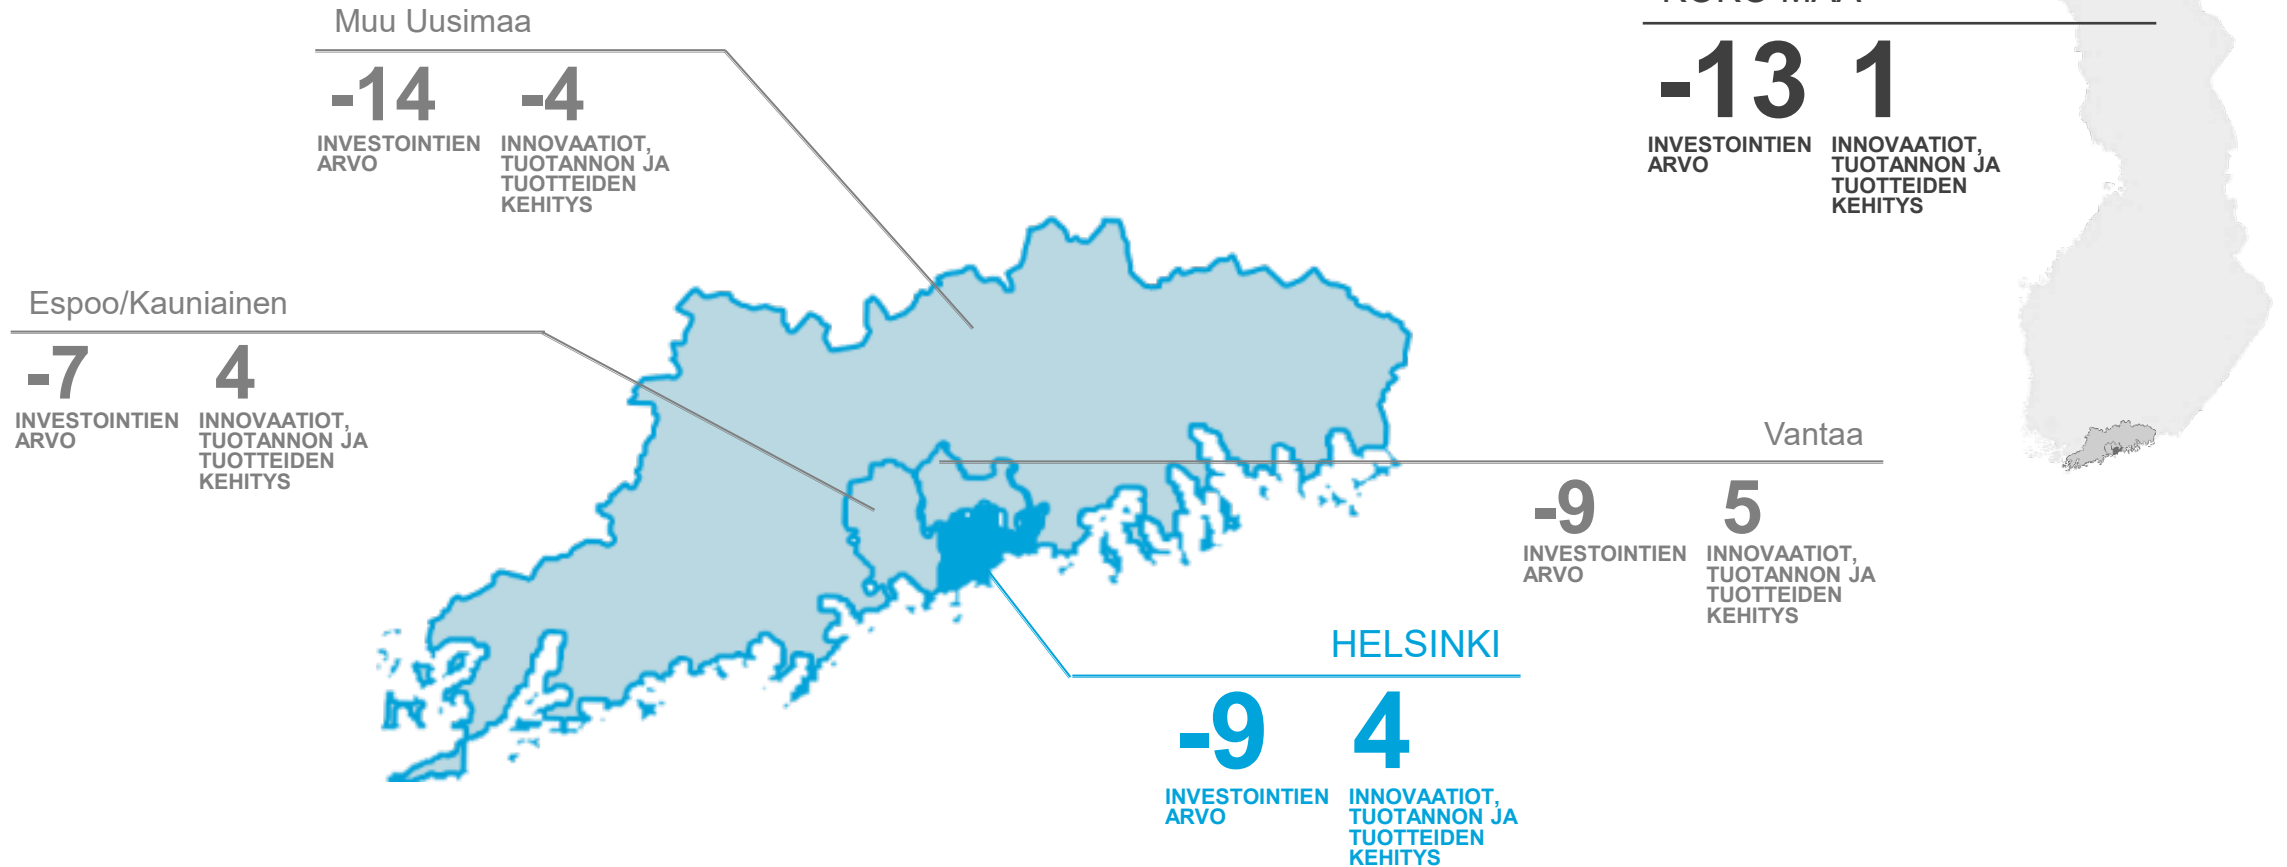 Muu Uusimaa
-14 -4
INVESTOINTIEN ARVO
INNOVAATIOT, TUOTANNON JA TUOTTEIDEN KEHITYS
KOKO MAA
-13 1
INVESTOINTIEN ARVO
INNOVAATIOT, TUOTANNON JA TUOTTEIDEN KEHITYS
Espoo/Kauniainen
-7 4
INVESTOINTIEN ARVO
INNOVAATIOT, TUOTANNON JA TUOTTEIDEN KEHITYS
Vantaa
-9 5
INVESTOINTIEN ARVO
INNOVAATIOT, TUOTANNON JA TUOTTEIDEN KEHITYS
HELSINKI
-9 4
INVESTOINTIEN ARVO
INNOVAATIOT, TUOTANNON JA TUOTTEIDEN KEHITYS